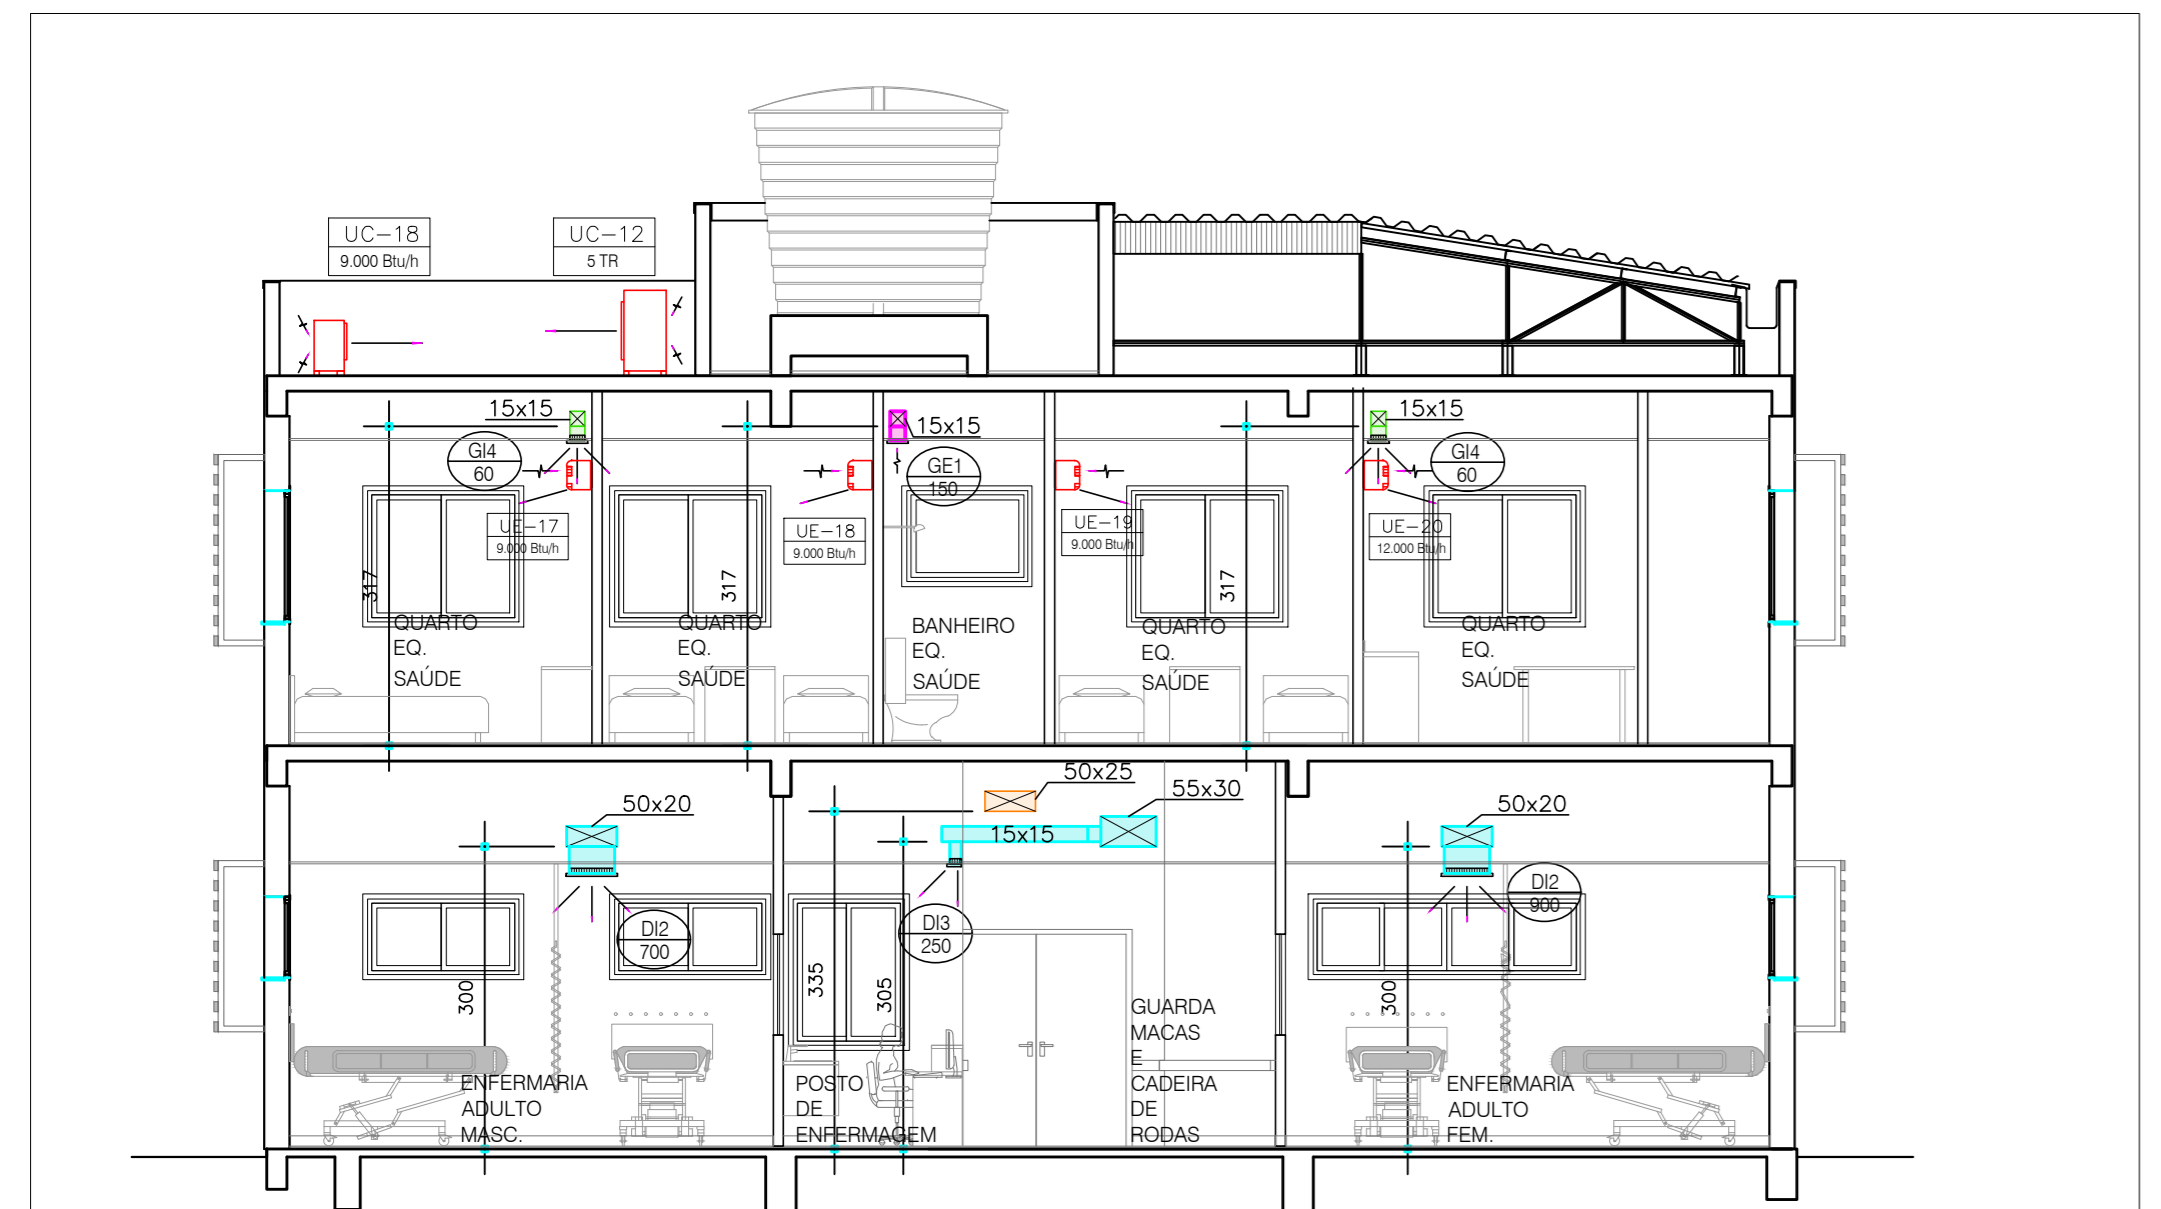 UC-18
9.000 Btu/h
UC-12
5 TR
15x15
15x15
15x15
GI4
60
GE1
150
GI4
60
UE-17
9.000 Btu/h
UE-18
9.000 Btu/h
UE-19
9.000 Btu/h
UE-20
12.000 Btu/h
317
317
317
QUARTO
EQ.
SAÚDE
QUARTO
EQ.
SAÚDE
BANHEIRO
EQ.
SAÚDE
QUARTO
EQ.
SAÚDE
QUARTO
EQ.
SAÚDE
50x25
55x30
50x20
15x15
50x20
DI2
700
DI3
250
DI2
900
300
335
305
300
ENFERMARIA
ADULTO
MASC.
POSTO
DE
ENFERMAGEM
GUARDA
MACAS
E
CADEIRA
DE
RODAS
ENFERMARIA
ADULTO
FEM.